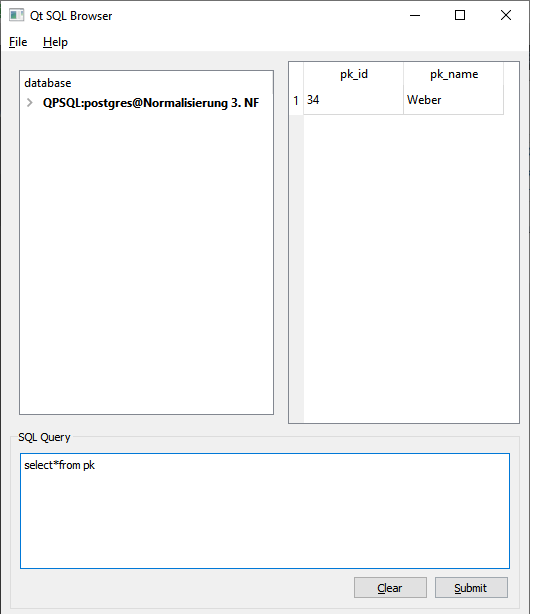 Qt SQL Browser
File Help
database
QPSQL:postgres@Normalisierung 3. NF
pk_id pk_name
1 34 Weber
SQL Query
select*from pk
Clear Submit